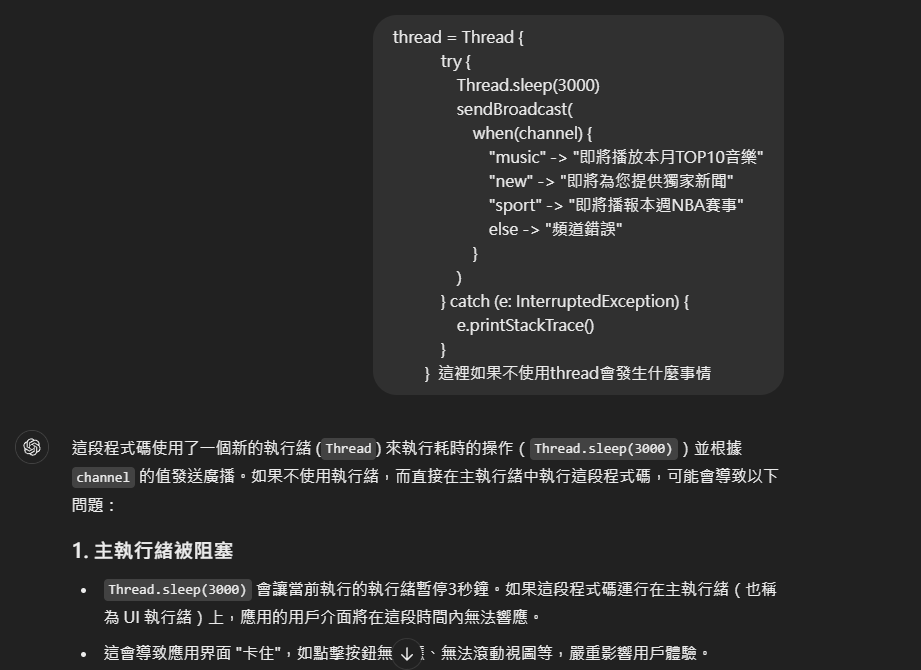 thread = Thread {
try {
Thread.sleep(3000)
sendBroadcast(
when(channel) {
"music" -> "即將播放本月TOP10音樂"
"new" -> "即將為您提供獨家新聞"
"sport" -> "即將播報本週NBA賽事"
else -> "頻道錯誤"
}
)
} catch (e: InterruptedException) {
e.printStackTrace()
}
} 這裡如果不使用thread會發生什麼事情
這段程式碼使用了一個新的執行緒 (Thread) 來執行耗時的操作 ( Thread.sleep(3000) ) 並根據
channel 的值發送廣播。如果不使用執行緒，而直接在主執行緒中執行這段程式碼，可能會導致以下
問題：
1. 主執行緒被阻塞
• Thread.sleep(3000) 會讓當前執行的執行緒暫停3秒鐘。如果這段程式碼運行在主執行緒（也稱
為 UI 執行緒）上，應用的用戶介面將在這段時間內無法響應。
• 這會導致應用界面 "卡住"，如點擊按鈕無、無法滾動視圖等，嚴重影響用戶體驗。